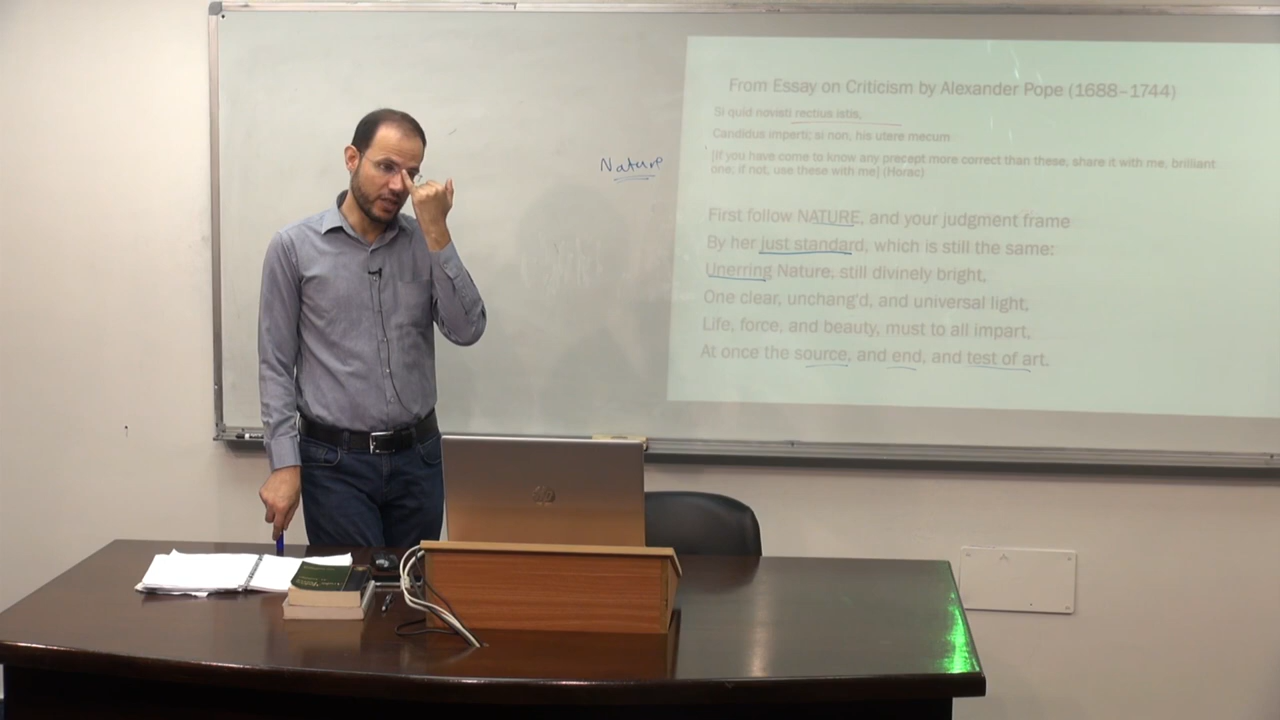 From Essay on Criticism by Alexander Pope (1688-1744)
Si quid novisti rectius istis,
Candidus imperti; si non, his utere mecum
[If you have come to know any precept more correct than these, share it with me, brilliant
one; if not, use these with me] (Horac)
Nature
First follow NATURE, and your judgment frame
By her just standard, which is still the same:
Unerring Nature, still divinely bright,
One clear, unchang'd, and universal light,
Life, force, and beauty, must to all impart,
At once the source, and end, and test of art.
hp